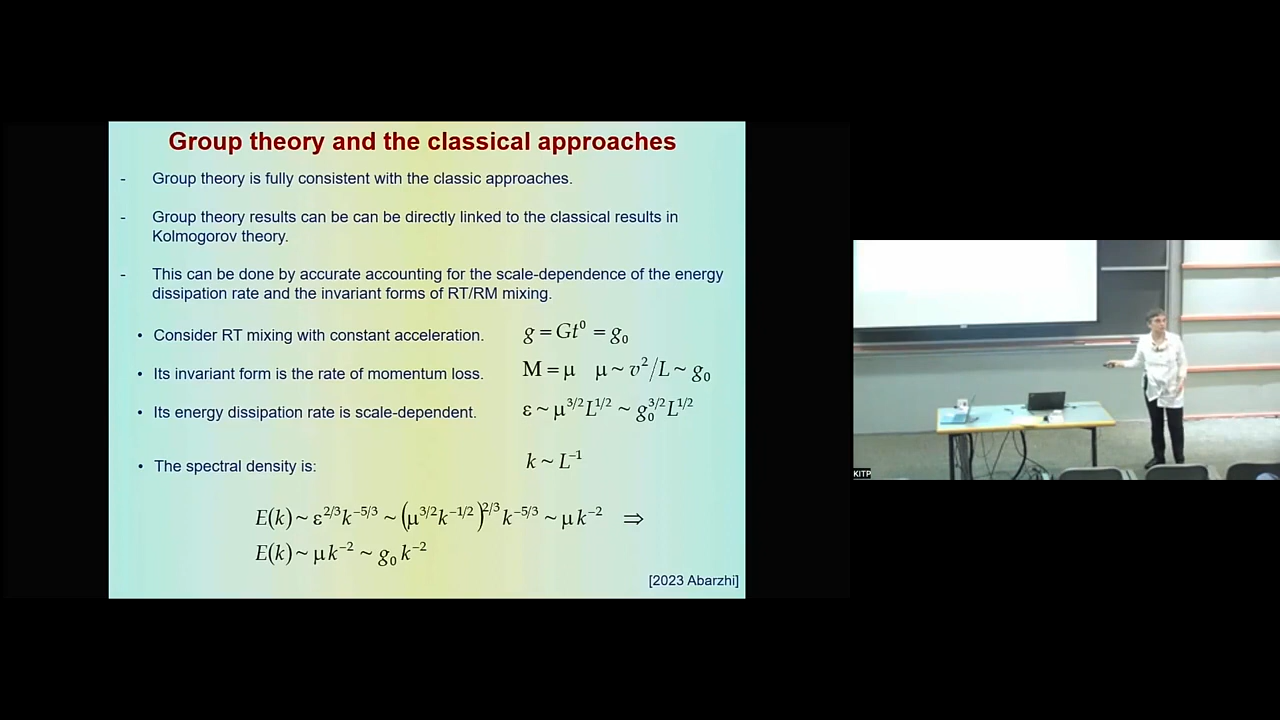 Group theory and the classical approaches
- Group theory is fully consistent with the classic approaches.
- Group theory results can be can be directly linked to the classical results in
Kolmogorov theory.
- This can be done by accurate accounting for the scale-dependence of the energy
dissipation rate and the invariant forms of RT/RM mixing.
• Consider RT mixing with constant acceleration. g = Gt⁰ = g₀
• Its invariant form is the rate of momentum loss. M = μ μ ~ v²/L ~ g₀
• Its energy dissipation rate is scale-dependent. ε ~ μ^{3/2}L^{1/2} ~ g₀^{3/2}L^{1/2}
• The spectral density is: k ~ L⁻¹
E(k) ~ ε^{2/3}k^{-5/3} ~ (μ^{3/2}k^{-1/2})^{2/3} k^{-5/3} ~ μk⁻² ⇒
E(k) ~ μk⁻² ~ g₀k⁻²
[2023 Abarzhi]
KITP